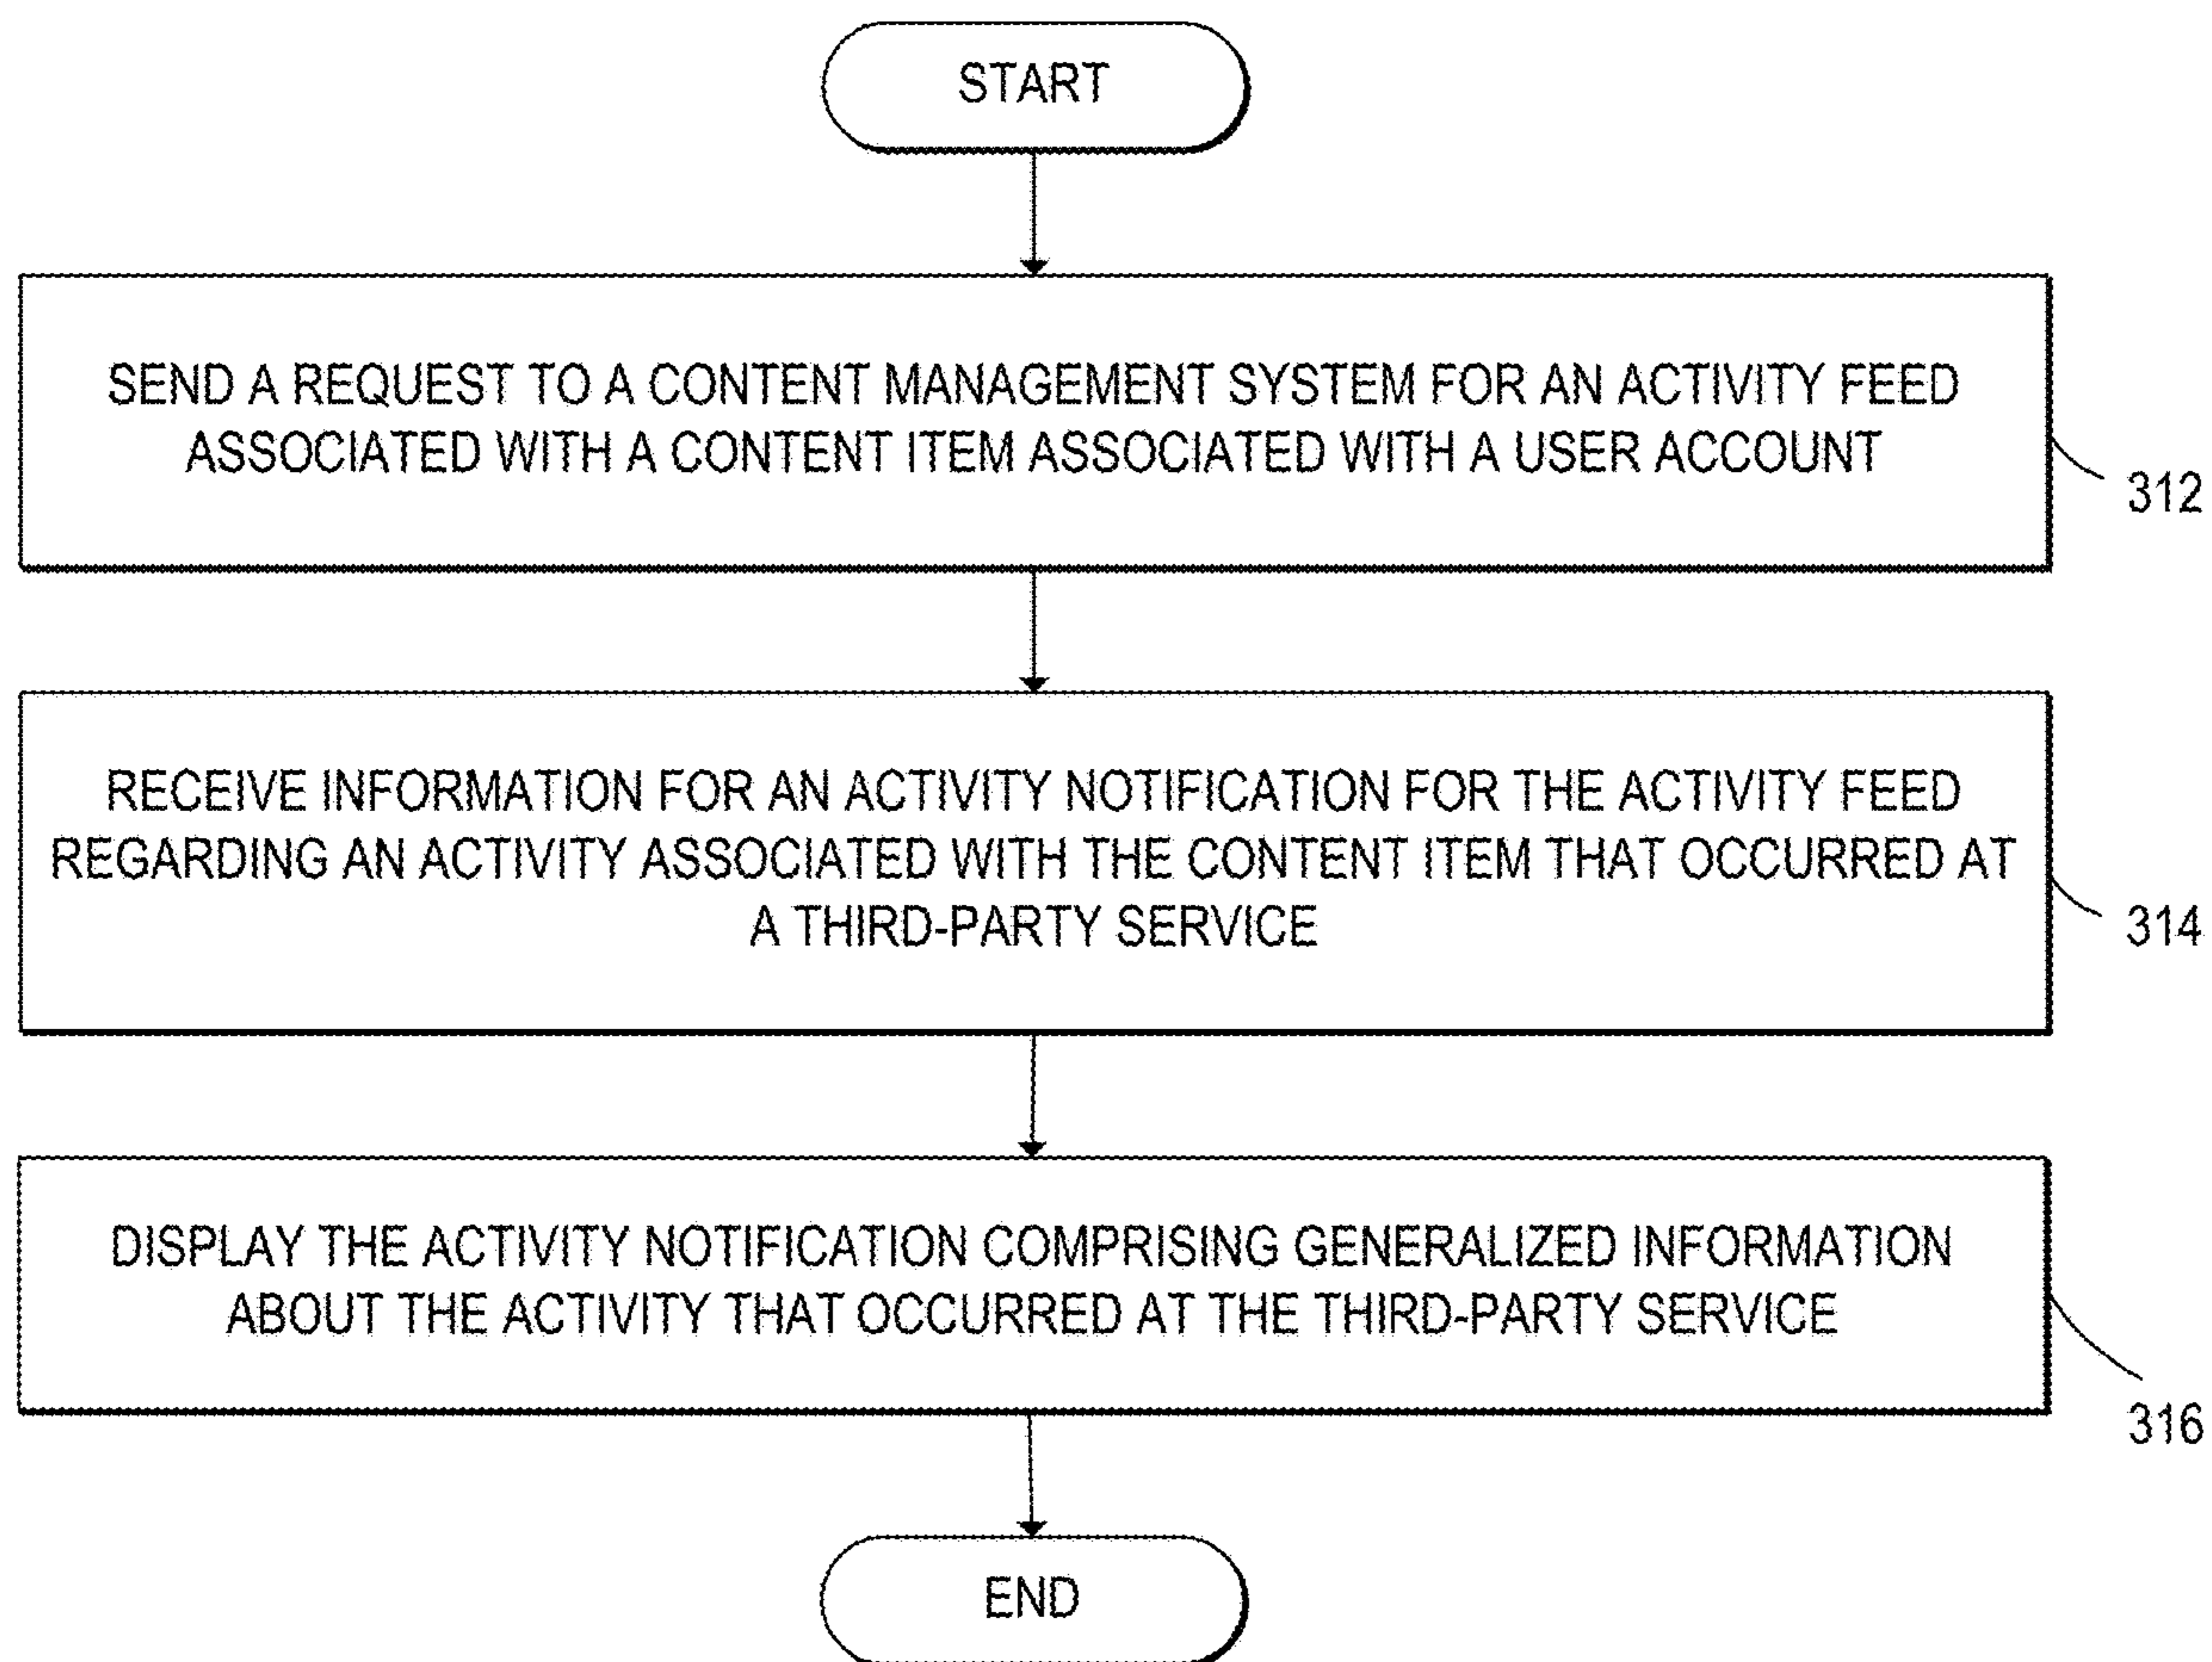 START
SEND A REQUEST TO A CONTENT MANAGEMENT SYSTEM FOR AN ACTIVITY FEED
ASSOCIATED WITH A CONTENT ITEM ASSOCIATED WITH A USER ACCOUNT
312
RECEIVE INFORMATION FOR AN ACTIVITY NOTIFICATION FOR THE ACTIVITY FEED
REGARDING AN ACTIVITY ASSOCIATED WITH THE CONTENT ITEM THAT OCCURRED AT
A THIRD-PARTY SERVICE
314
DISPLAY THE ACTIVITY NOTIFICATION COMPRISING GENERALIZED INFORMATION
ABOUT THE ACTIVITY THAT OCCURRED AT THE THIRD-PARTY SERVICE
316
END